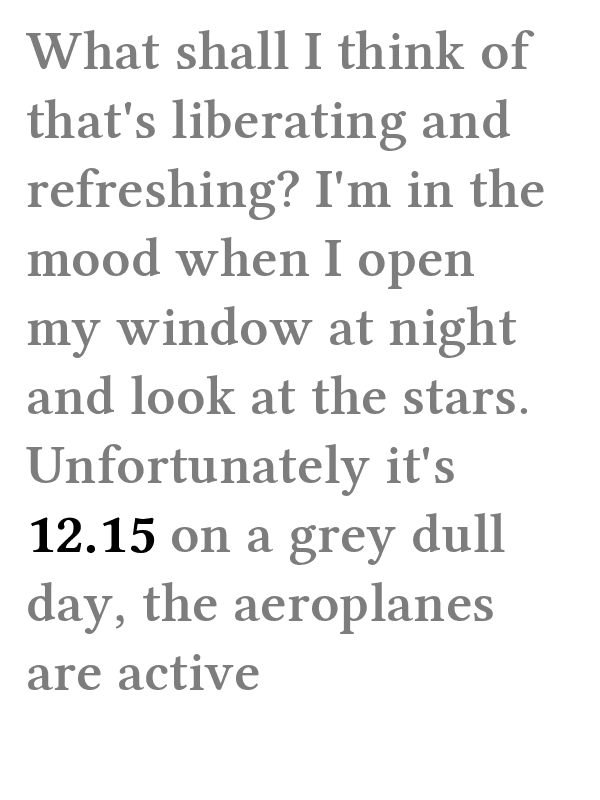 What shall I think of
that's liberating and
refreshing? I'm in the
mood when I open
my window at night
and look at the stars.
Unfortunately it's
12.15 on a grey dull
day, the aeroplanes
are active